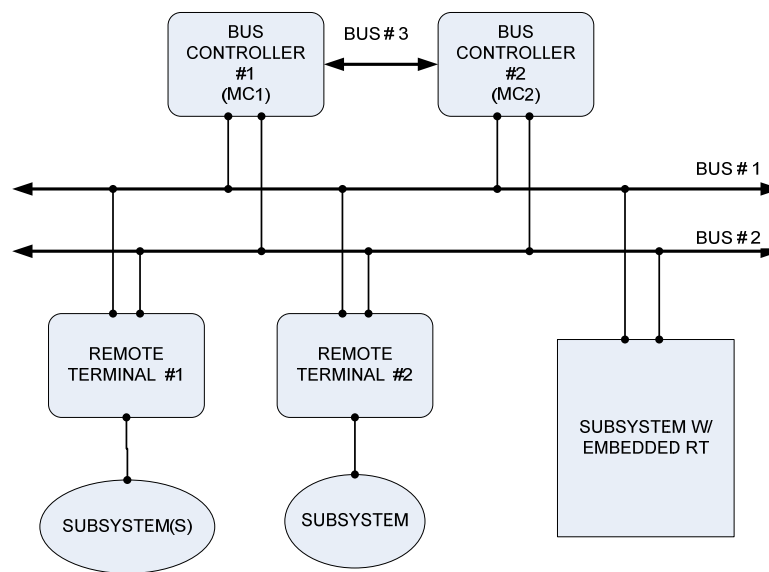 BUS
CONTROLLER
#1
(MC1)
BUS # 3
BUS
CONTROLLER
#2
(MC2)
BUS # 1
BUS # 2
REMOTE
TERMINAL #1
REMOTE
TERMINAL #2
SUBSYSTEM W/
EMBEDDED RT
SUBSYSTEM(S)
SUBSYSTEM